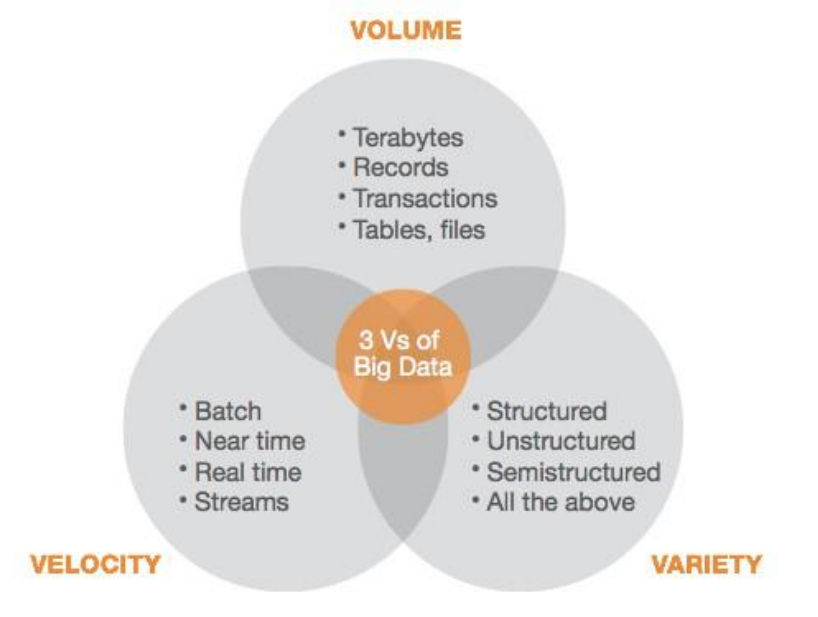 VOLUME
• Terabytes
• Records
• Transactions
• Tables, files
3 Vs of
Big Data
• Batch
• Near time
• Real time
• Streams
• Structured
• Unstructured
• Semistructured
• All the above
VELOCITY
VARIETY